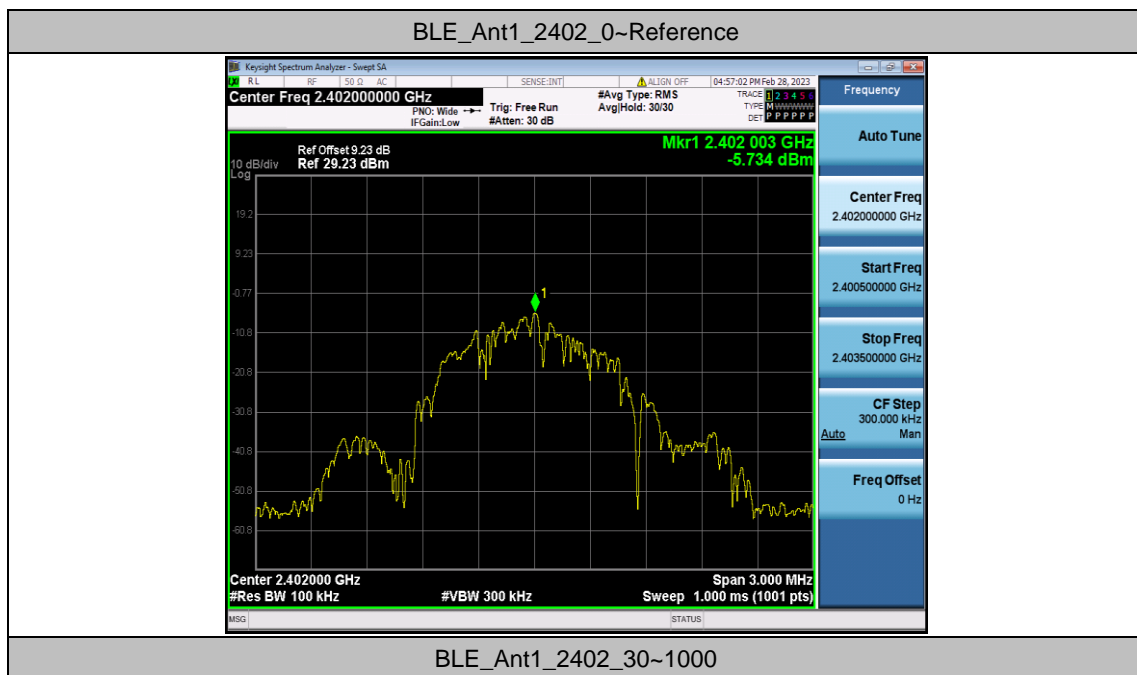 BLE_Ant1_2402_0~Reference
Keysight Spectrum Analyzer - Swept SA
RL RF 50 Ω AC SENSE:INT ALIGN OFF 04:57:02 PM Feb 28, 2023
Center Freq 2.402000000 GHz
PNO: Wide
IFGain:Low
Trig: Free Run
#Atten: 30 dB
#Avg Type: RMS
Avg|Hold: 30/30
TRACE 1 2 3 4 5 6
TYPE M WWWWW
DET P P P P P P
Ref Offset 9.23 dB
10 dB/div Ref 29.23 dBm
Log
Mkr1 2.402 003 GHz
-5.734 dBm
19.2
9.23
-0.77
-10.8
-20.8
-30.8
-40.8
-50.8
-60.8
1
Center 2.402000 GHz Span 3.000 MHz
#Res BW 100 kHz #VBW 300 kHz Sweep 1.000 ms (1001 pts)
MSG STATUS
Frequency
Auto Tune
Center Freq
2.402000000 GHz
Start Freq
2.400500000 GHz
Stop Freq
2.403500000 GHz
CF Step
300.000 kHz
Auto Man
Freq Offset
0 Hz
BLE_Ant1_2402_30~1000